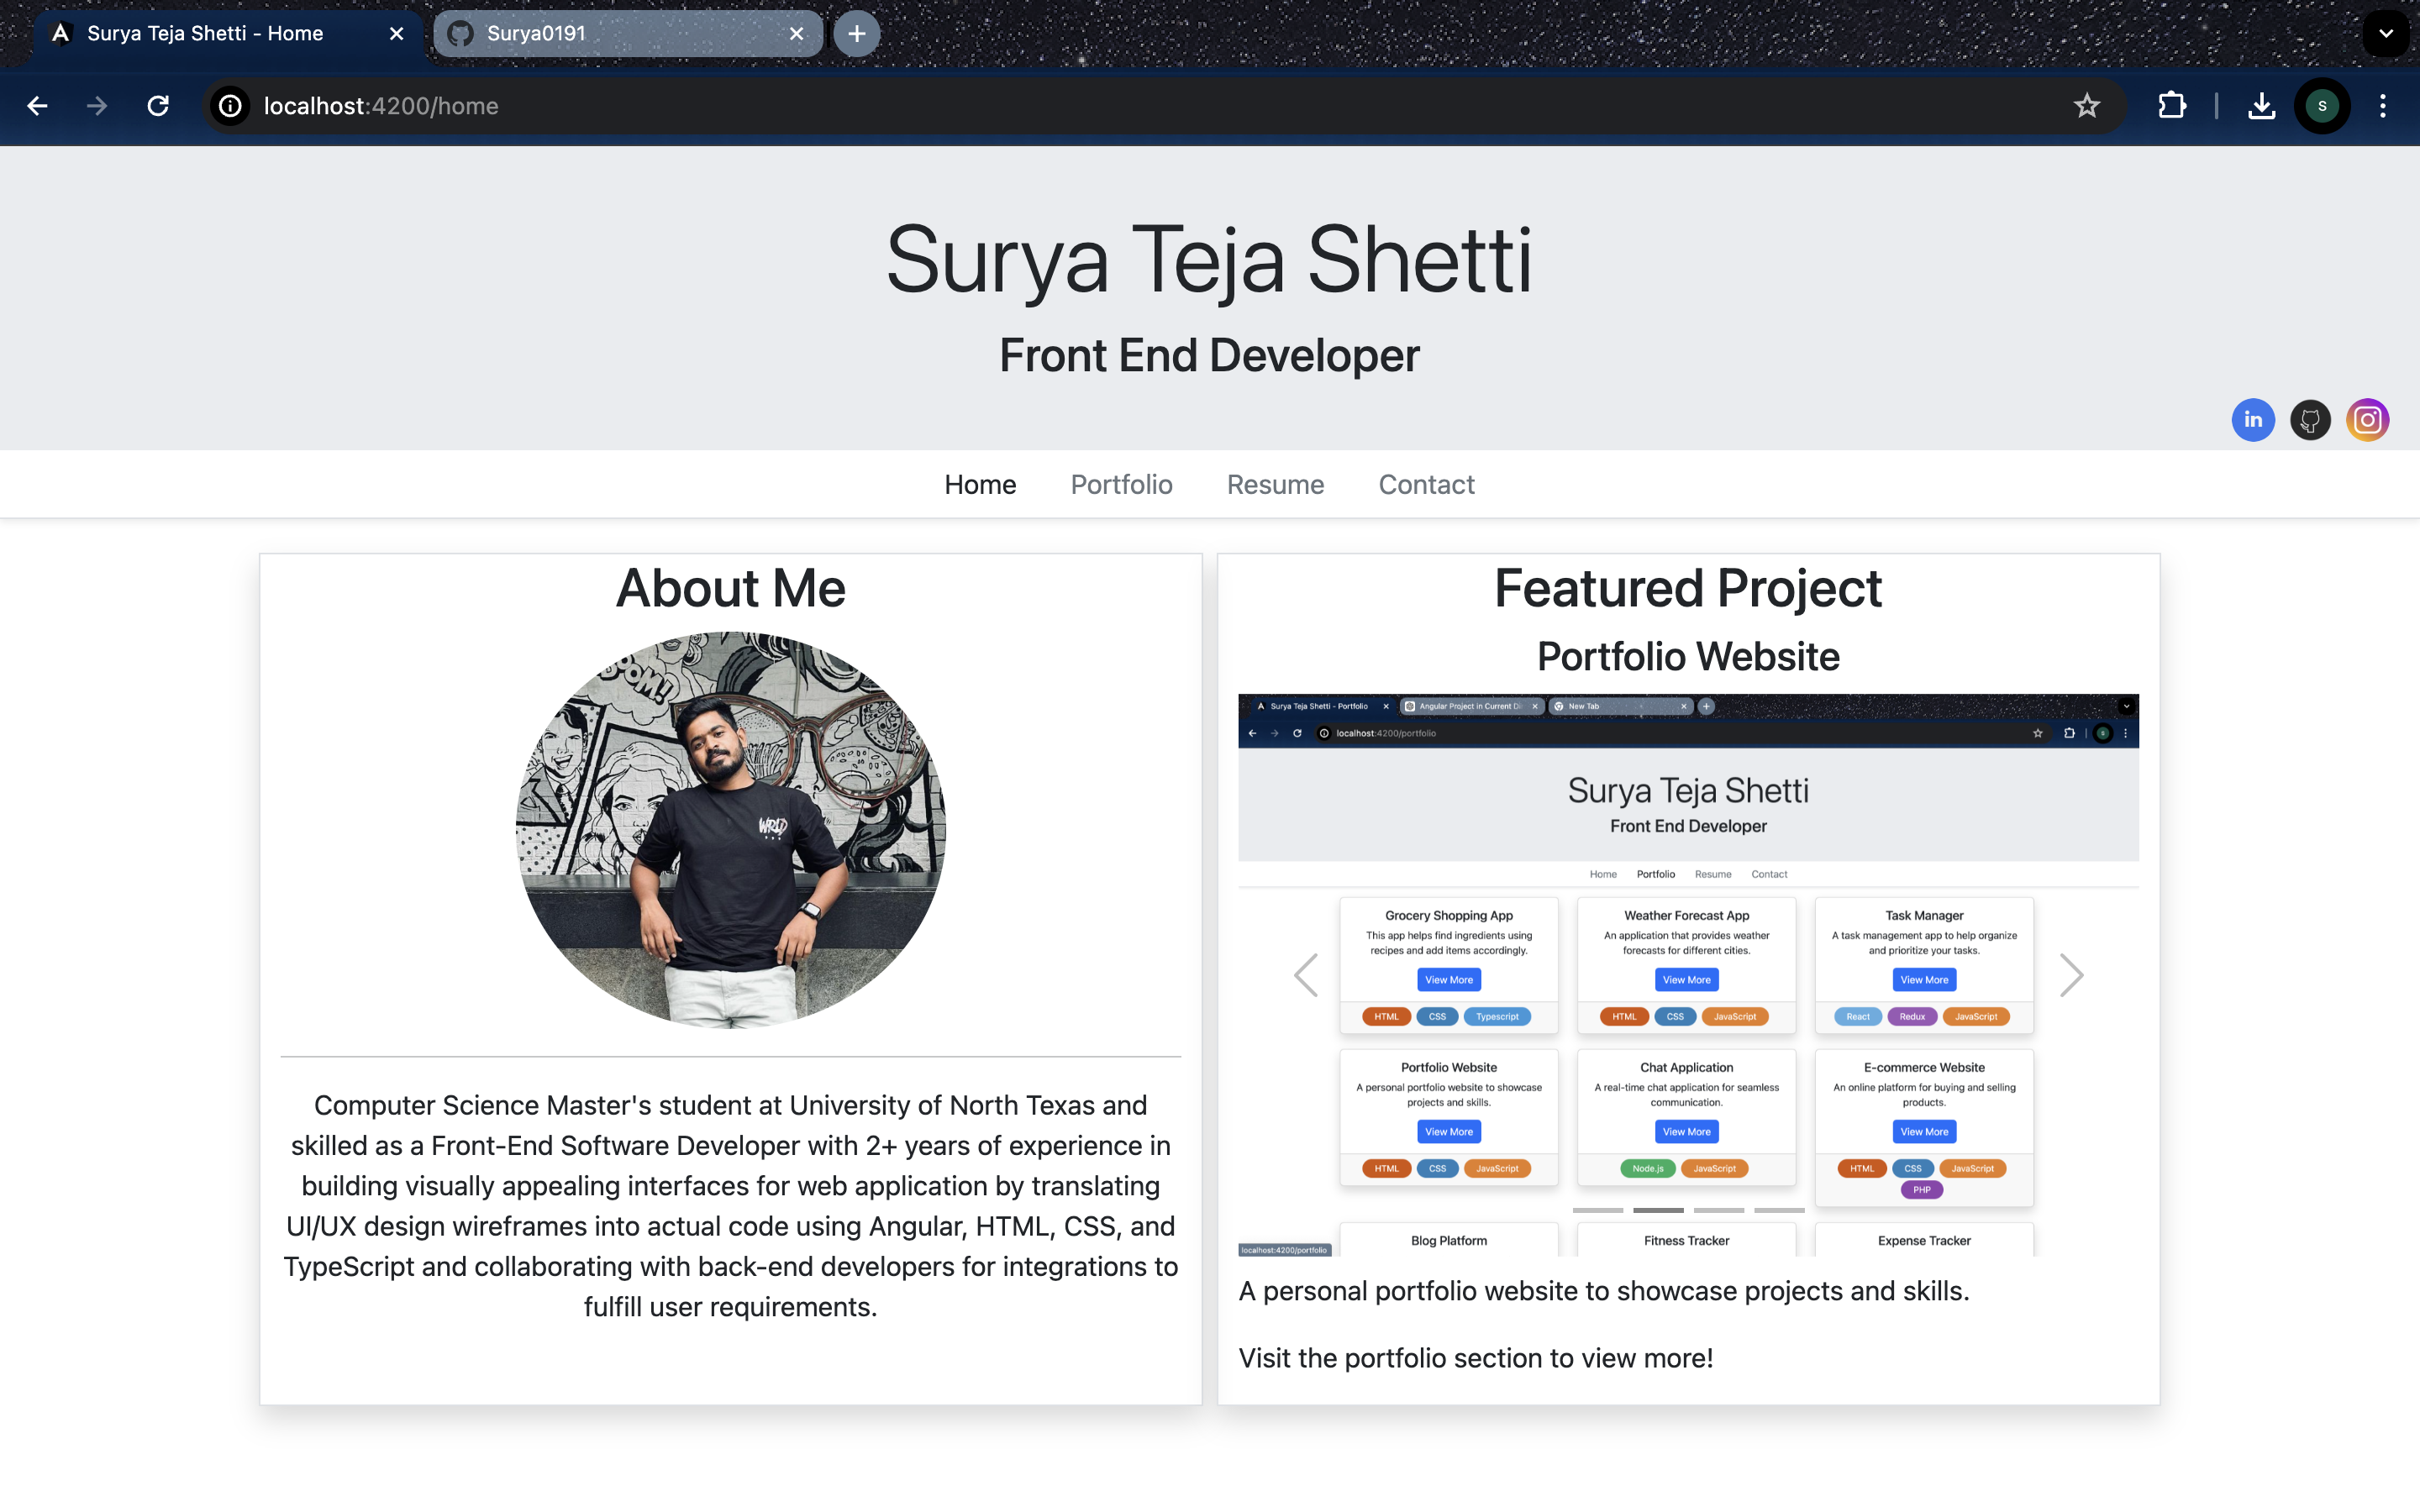 Surya Teja Shetti - Home
Surya0191
localhost:4200/home
S
Surya Teja Shetti
Front End Developer
in
Home Portfolio Resume Contact
About Me
BOOM!
WRLD
Computer Science Master's student at University of North Texas and
skilled as a Front-End Software Developer with 2+ years of experience in
building visually appealing interfaces for web application by translating
UI/UX design wireframes into actual code using Angular, HTML, CSS, and
TypeScript and collaborating with back-end developers for integrations to
fulfill user requirements.
Featured Project
Portfolio Website
Surya Teja Shetti - Portfolio Angular Project in Current Di New Tab
localhost:4200/portfolio
Surya Teja Shetti
Front End Developer
Home Portfolio Resume Contact
Grocery Shopping App
This app helps find ingredients using
recipes and add items accordingly.
View More
HTML CSS Typescript
Weather Forecast App
An application that provides weather
forecasts for different cities.
View More
HTML CSS JavaScript
Task Manager
A task management app to help organize
and prioritize your tasks.
View More
React Redux JavaScript
Portfolio Website
A personal portfolio website to showcase
projects and skills.
View More
HTML CSS JavaScript
Chat Application
A real-time chat application for seamless
communication.
View More
Node.js JavaScript
E-commerce Website
An online platform for buying and selling
products.
View More
HTML CSS JavaScript
PHP
Blog Platform
Fitness Tracker
Expense Tracker
localhost:4200/portfolio
A personal portfolio website to showcase projects and skills.
Visit the portfolio section to view more!